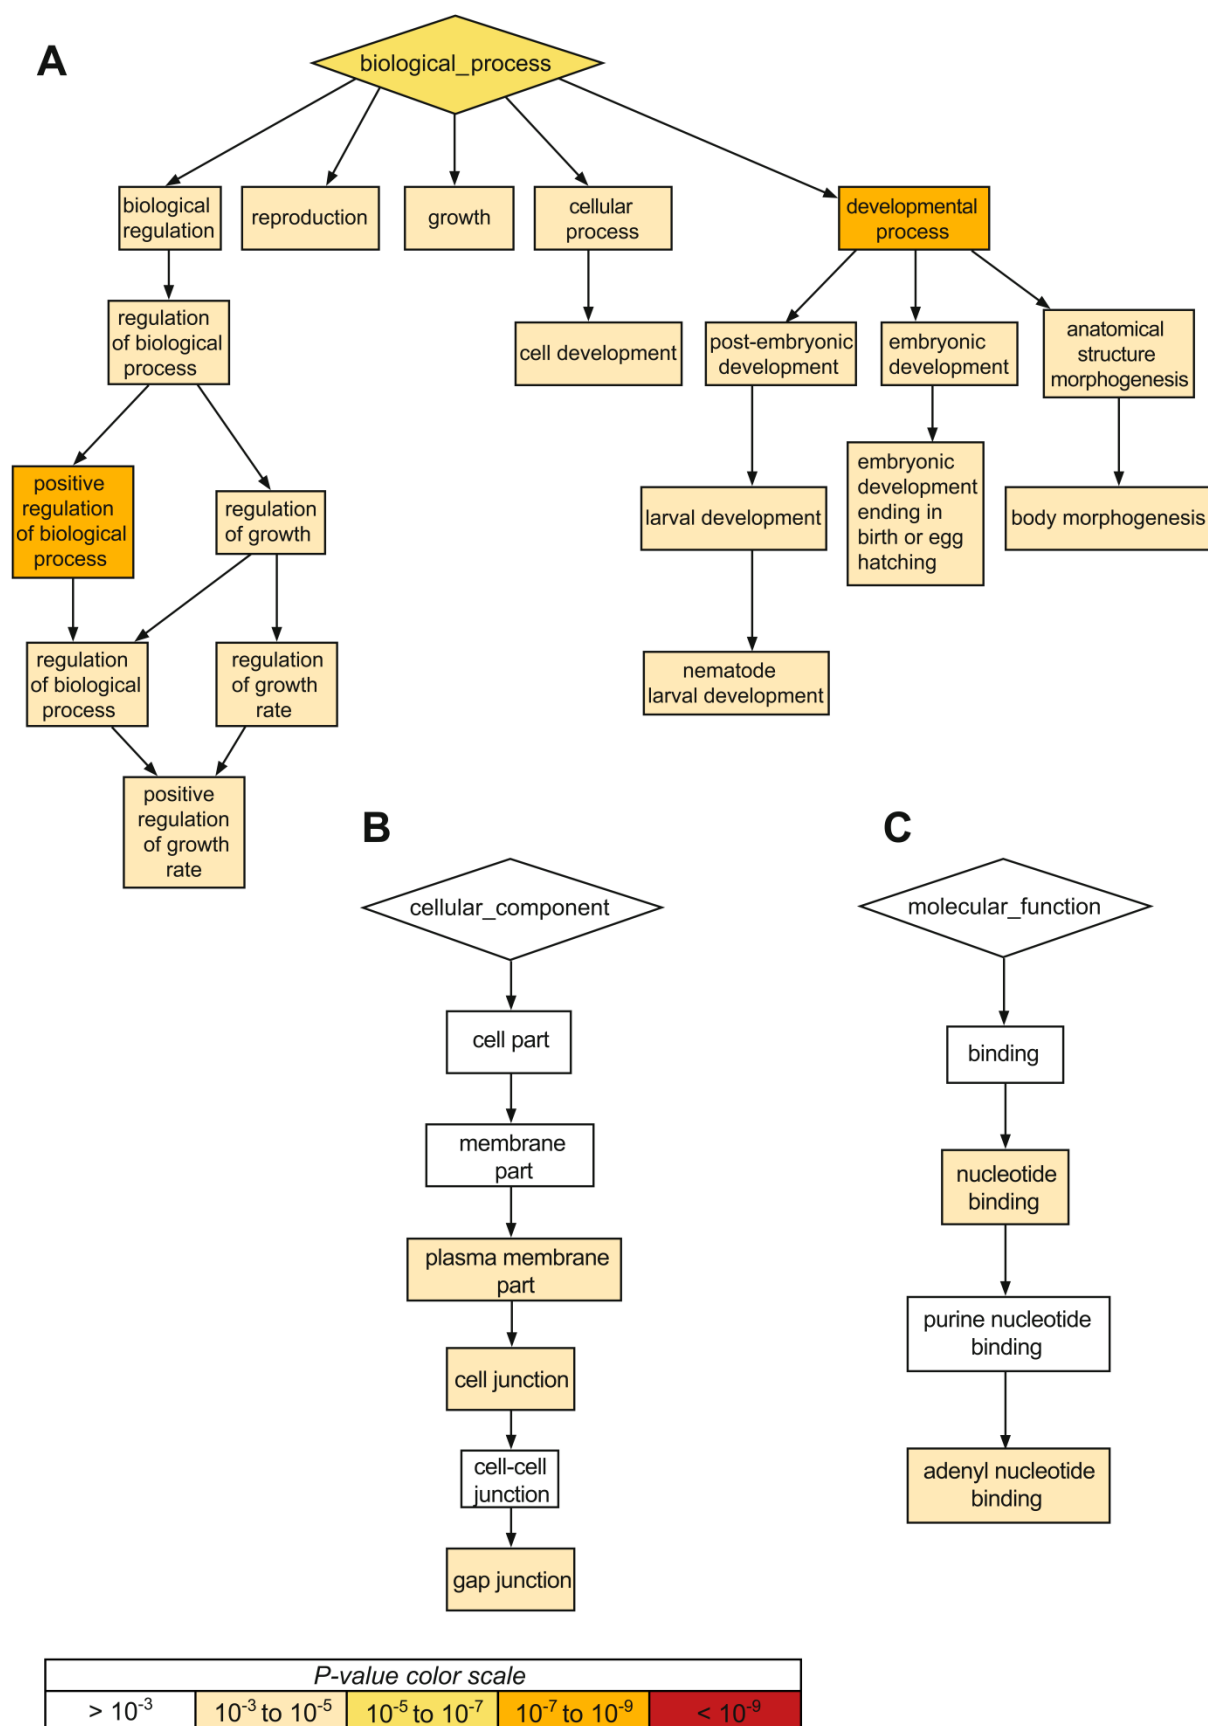 A
biological_process
biological
regulation
reproduction
growth
cellular
process
developmental
process
regulation
of biological
process
cell development
post-embryonic
development
embryonic
development
anatomical
structure
morphogenesis
positive
regulation
of biological
process
regulation
of growth
larval development
embryonic
development
ending in
birth or egg
hatching
body morphogenesis
regulation
of biological
process
regulation
of growth
rate
nematode
larval development
positive
regulation
of growth
rate
B
cellular_component
cell part
membrane
part
plasma membrane
part
cell junction
cell-cell
junction
gap junction
C
molecular_function
binding
nucleotide
binding
purine nucleotide
binding
adenyl nucleotide
binding
P-value color scale
> 10⁻³ 10⁻³ to 10⁻⁵ 10⁻⁵ to 10⁻⁷ 10⁻⁷ to 10⁻⁹ < 10⁻⁹